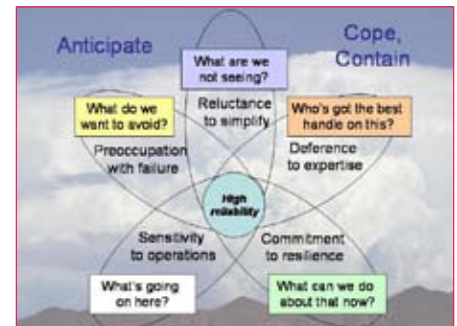 Anticipate
Cope,
Contain
What are we
not seeing?
Reluctance
to simplify
What do we
want to avoid?
Preoccupation
with failure
Who's got the best
handle on this?
Deference
to expertise
High
reliability
Sensitivity
to operations
Commitment
to resilience
What's going
on here?
What can we do
about that now?